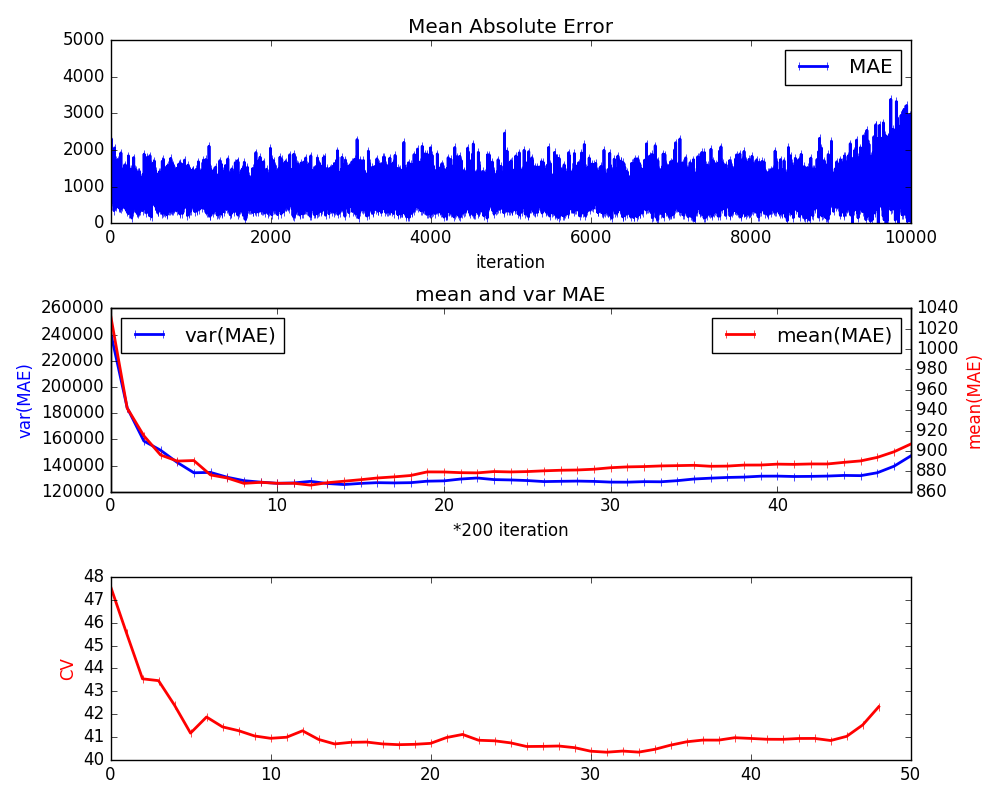 Mean Absolute Error
5000
4000
3000
2000
1000
0
MAE
0 2000 4000 6000 8000 10000
iteration
mean and var MAE
260000
240000
220000
200000
180000
160000
140000
120000
var(MAE)
var(MAE)
mean(MAE)
1040
1020
1000
980
960
940
920
900
880
860
mean(MAE)
0 10 20 30 40
*200 iteration
48
47
46
45
44
43
42
41
40
CV
0 10 20 30 40 50